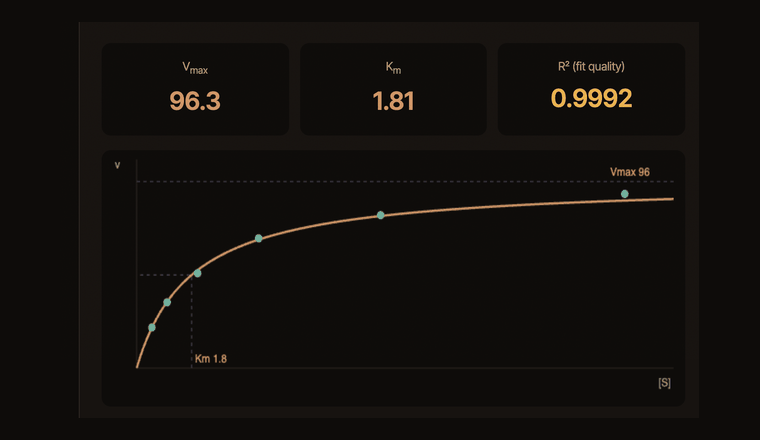 Vmax
96.3
Km
1.81
R² (fit quality)
0.9992
v
Vmax 96
Km 1.8
[S]